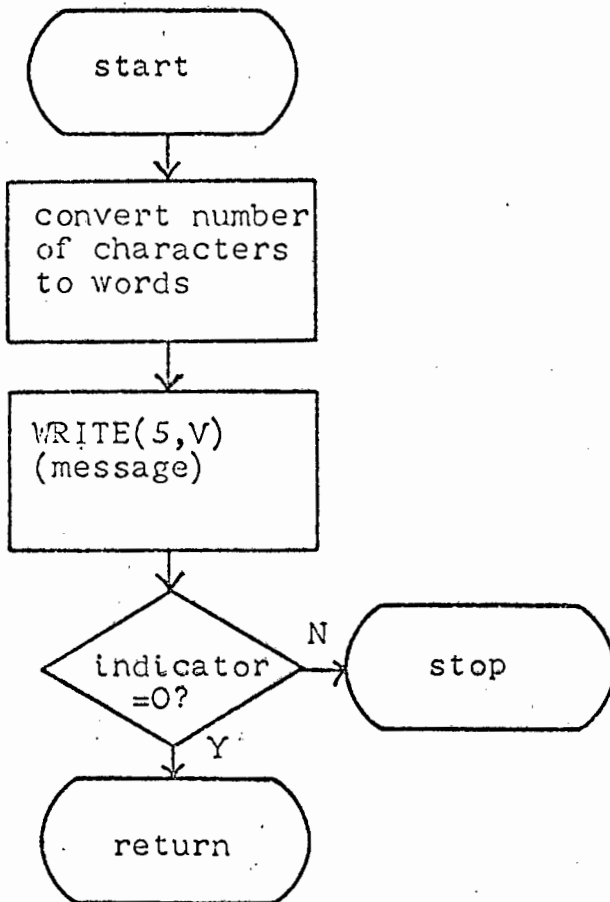 start
convert number
of characters
to words
WRITE(5,V)
(message)
indicator
=0?
N
stop
Y
return